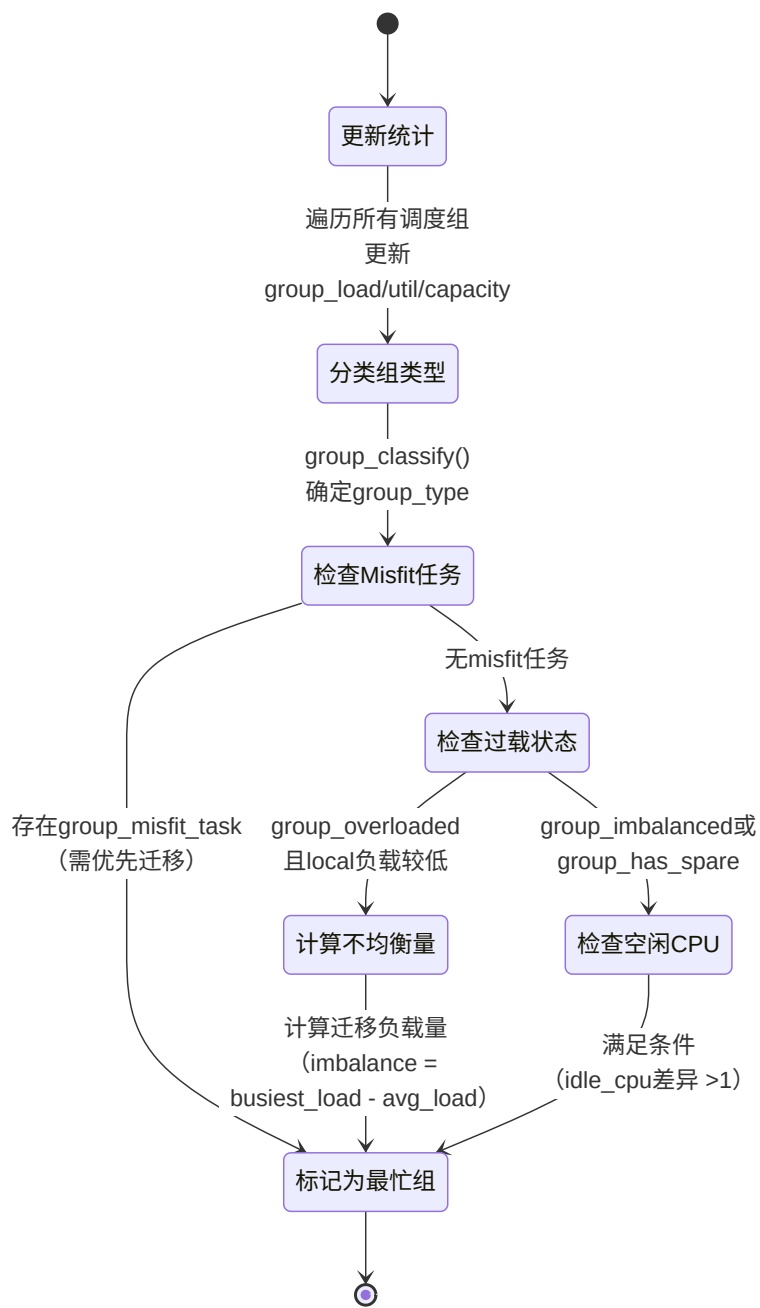 更新统计
遍历所有调度组
更新
group_load/util/capacity
分类组类型
group_classify()
确定group_type
检查Misfit任务
无misfit任务
检查过载状态
存在group_misfit_task
（需优先迁移）
group_overloaded
且local负载较低
group_imbalanced或
group_has_spare
计算不均衡量
检查空闲CPU
计算迁移负载量
（imbalance =
busiest_load - avg_load）
满足条件
（idle_cpu差异 >1）
标记为最忙组